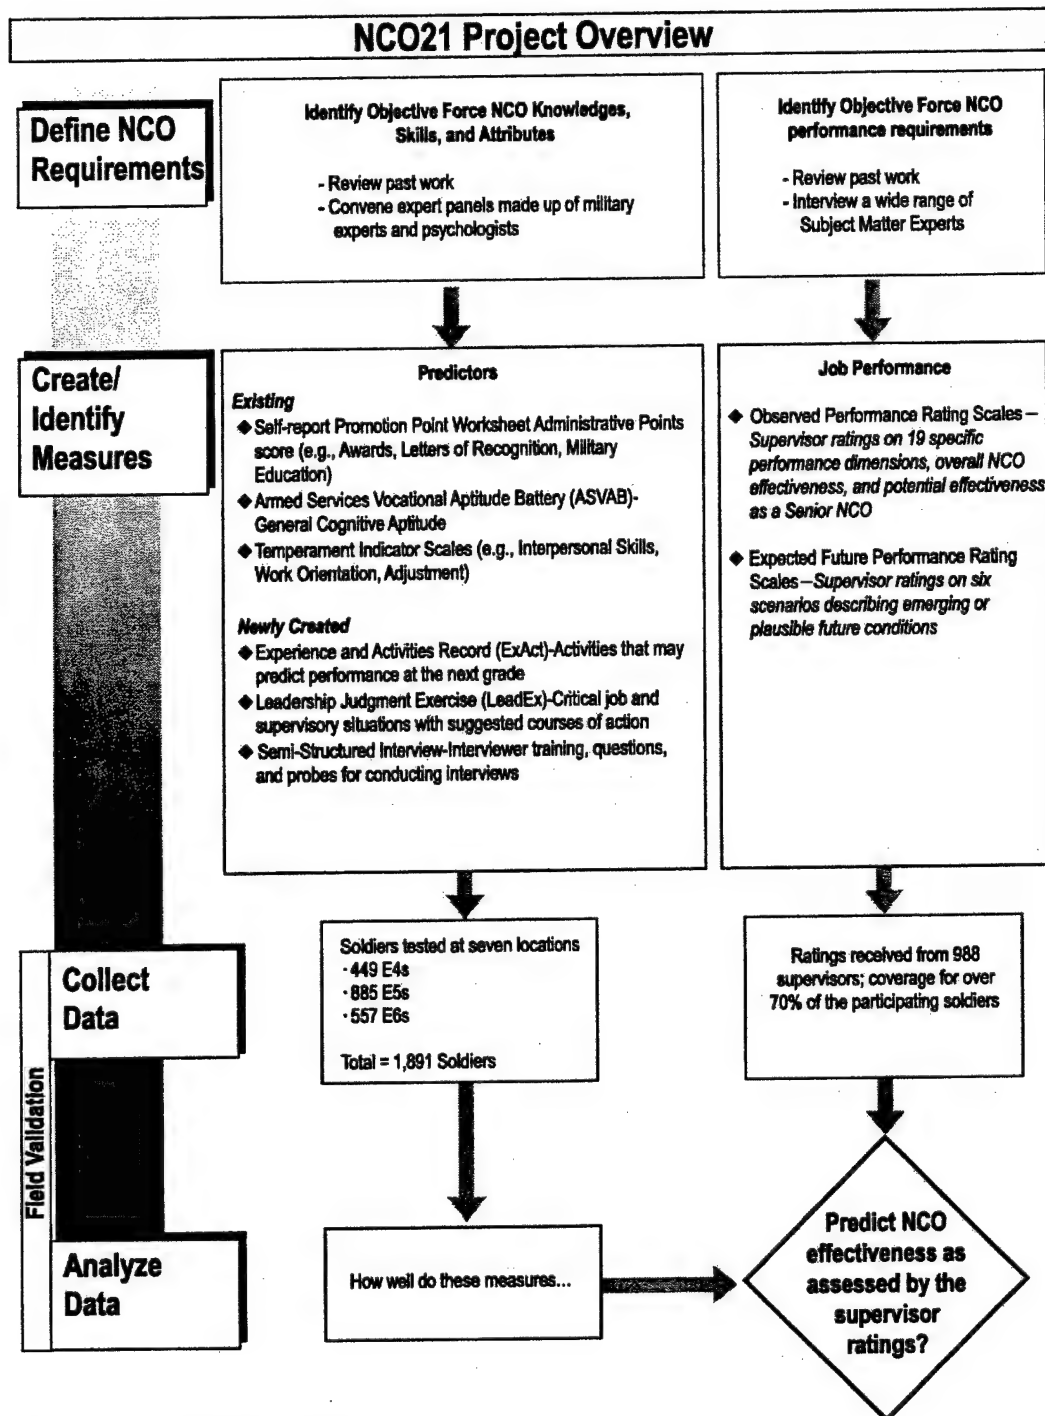 NCO21 Project Overview
Define NCO
Requirements
Identify Objective Force NCO Knowledges,
Skills, and Attributes
- Review past work
- Convene expert panels made up of military
experts and psychologists
Identify Objective Force NCO
performance requirements
- Review past work
- Interview a wide range of
Subject Matter Experts
Create/
Identify
Measures
Predictors
Existing
◆ Self-report Promotion Point Worksheet Administrative Points
score (e.g., Awards, Letters of Recognition, Military
Education)
◆ Armed Services Vocational Aptitude Battery (ASVAB)-
General Cognitive Aptitude
◆ Temperament Indicator Scales (e.g., Interpersonal Skills,
Work Orientation, Adjustment)
Newly Created
◆ Experience and Activities Record (ExAct)-Activities that may
predict performance at the next grade
◆ Leadership Judgment Exercise (LeadEx)-Critical job and
supervisory situations with suggested courses of action
◆ Semi-Structured Interview-Interviewer training, questions,
and probes for conducting interviews
Job Performance
◆ Observed Performance Rating Scales—
Supervisor ratings on 19 specific
performance dimensions, overall NCO
effectiveness, and potential effectiveness
as a Senior NCO
◆ Expected Future Performance Rating
Scales—Supervisor ratings on six
scenarios describing emerging or
plausible future conditions
Field Validation
Collect
Data
Soldiers tested at seven locations
· 449 E4s
· 885 E5s
· 557 E6s
Total = 1,891 Soldiers
Ratings received from 988
supervisors; coverage for over
70% of the participating soldiers
Analyze
Data
How well do these measures...
Predict NCO
effectiveness as
assessed by the
supervisor
ratings?